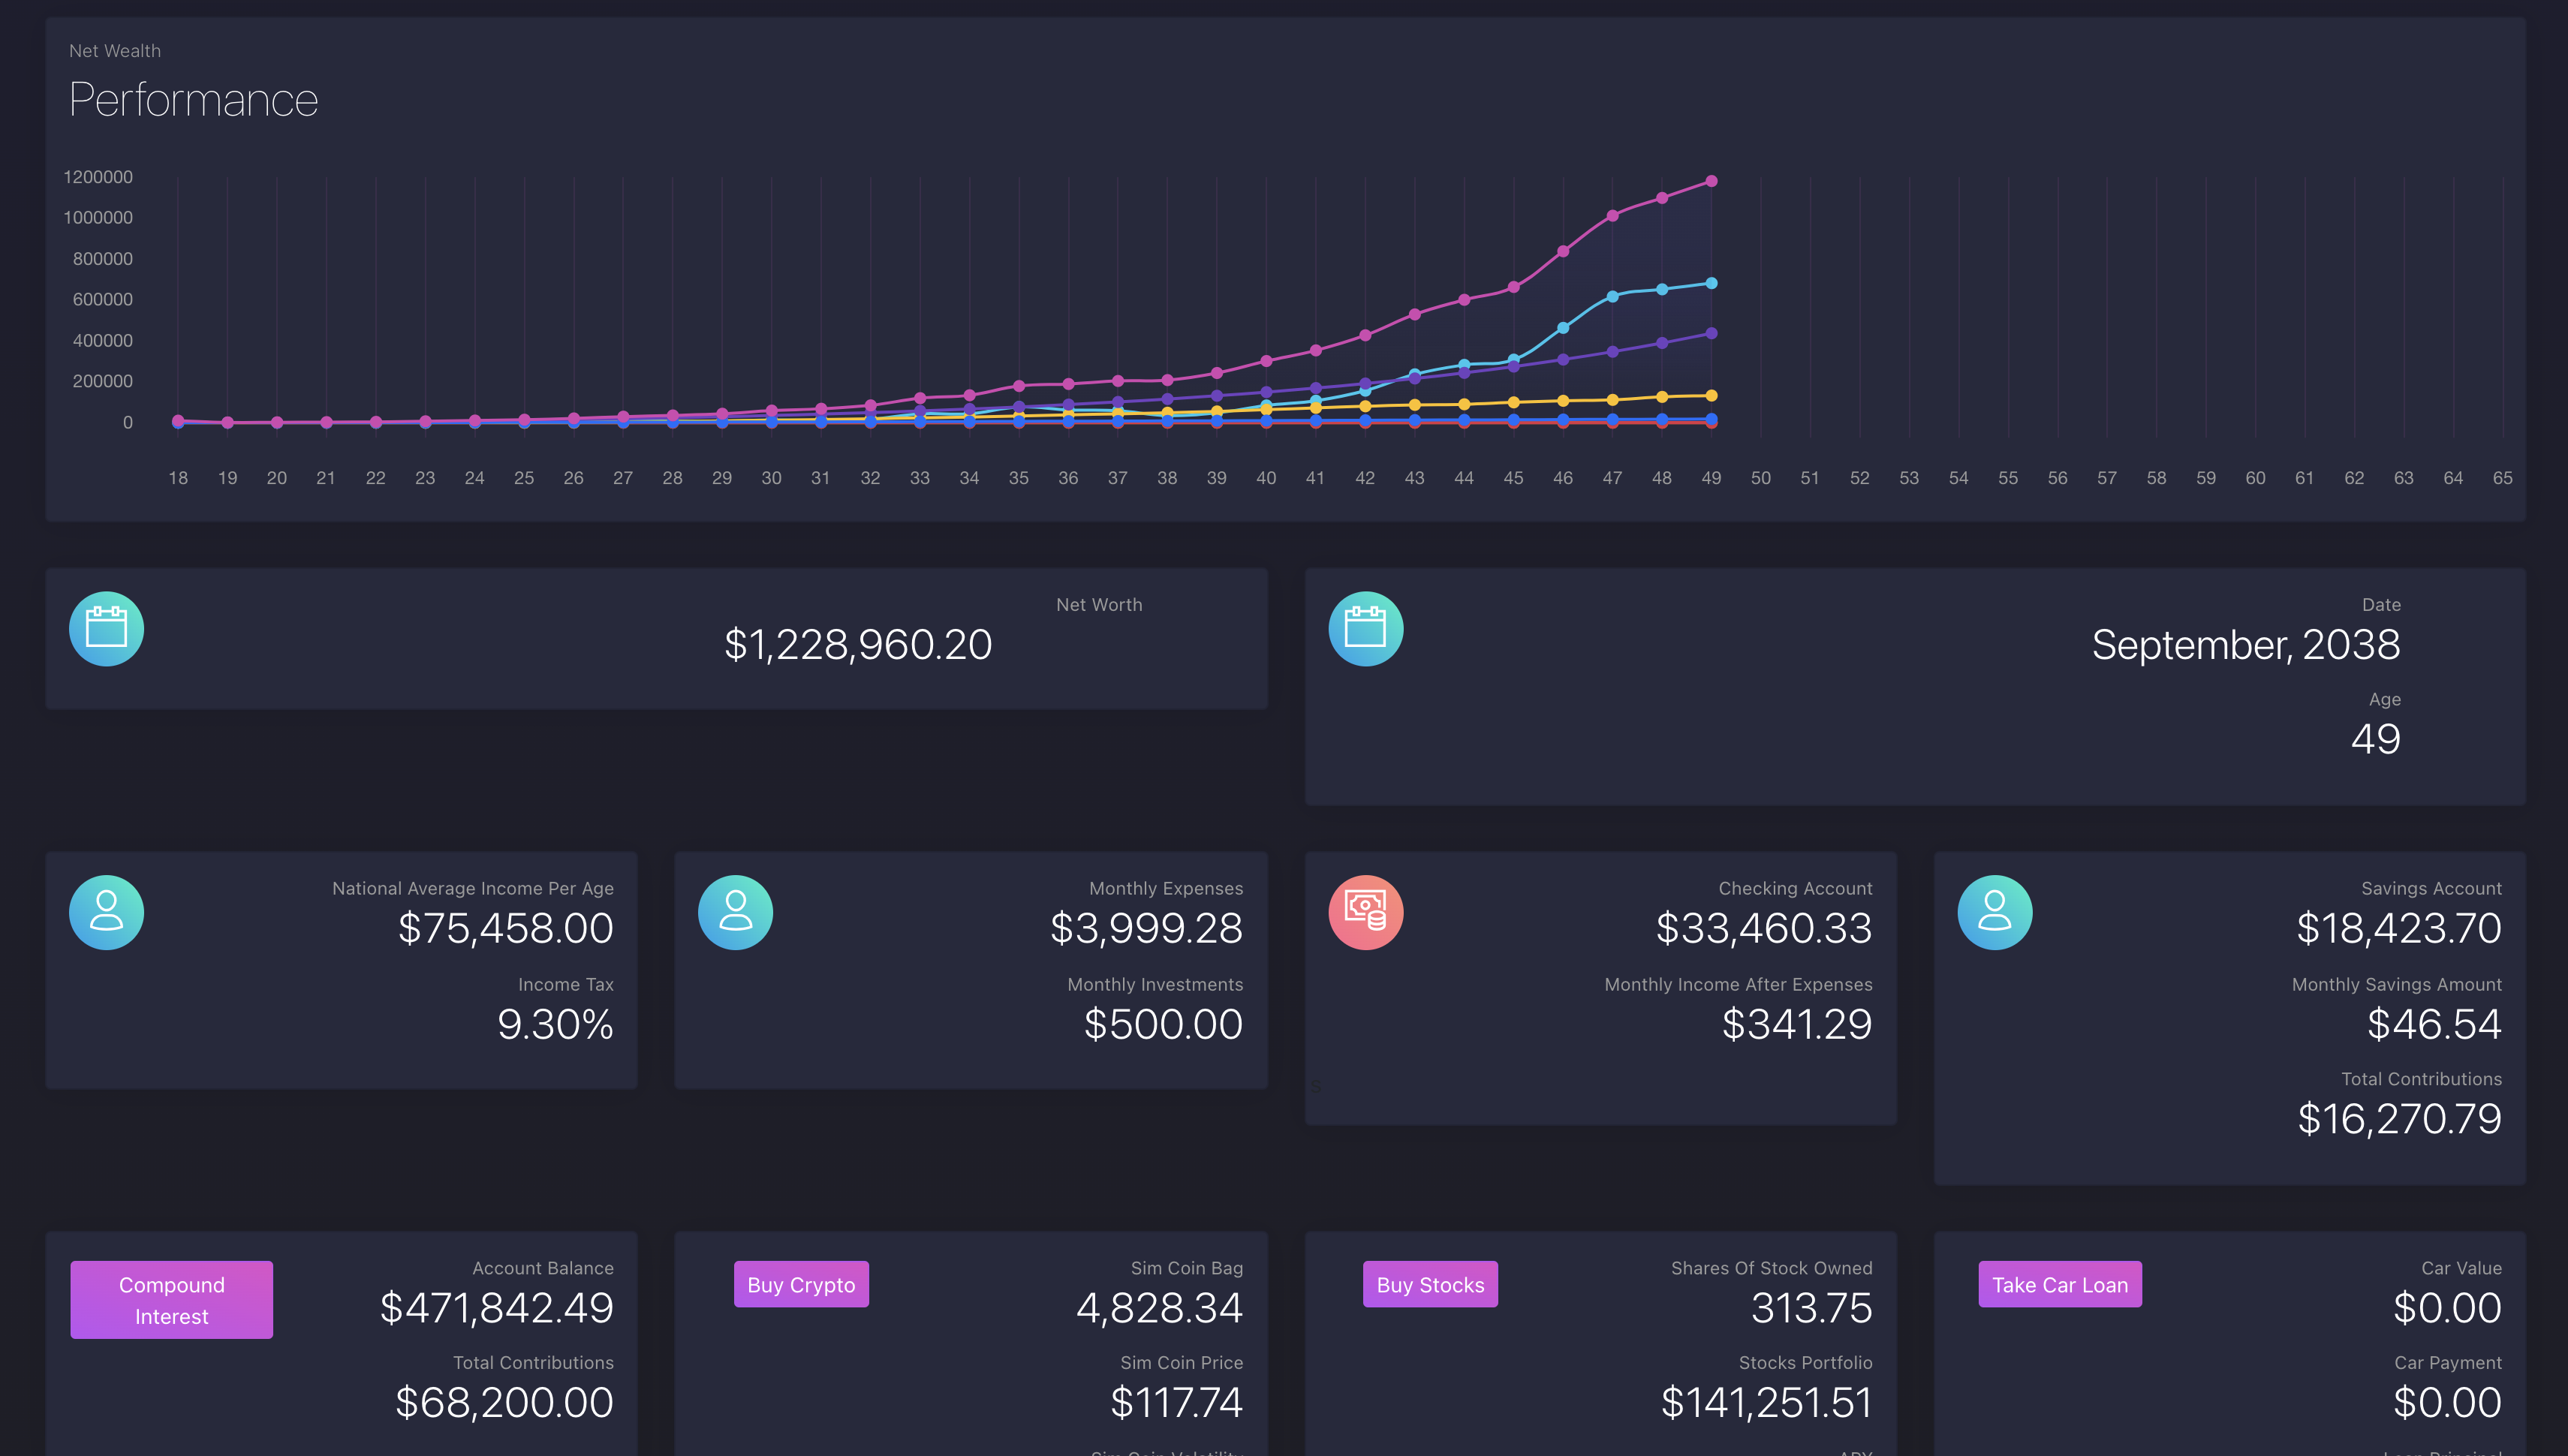 Net Wealth
Performance
1200000
1000000
800000
600000
400000
200000
0
18 19 20 21 22 23 24 25 26 27 28 29 30 31 32 33 34 35 36 37 38 39 40 41 42 43 44 45 46 47 48 49 50 51 52 53 54 55 56 57 58 59 60 61 62 63 64 65
Net Worth
$1,228,960.20
Date
September, 2038
Age
49
National Average Income Per Age
$75,458.00
Income Tax
9.30%
Monthly Expenses
$3,999.28
Monthly Investments
$500.00
Checking Account
$33,460.33
Monthly Income After Expenses
$341.29
s
Savings Account
$18,423.70
Monthly Savings Amount
$46.54
Total Contributions
$16,270.79
Compound
Interest
Account Balance
$471,842.49
Total Contributions
$68,200.00
Buy Crypto
Sim Coin Bag
4,828.34
Sim Coin Price
$117.74
Sim Coin Volatility
Buy Stocks
Shares Of Stock Owned
313.75
Stocks Portfolio
$141,251.51
APY
Take Car Loan
Car Value
$0.00
Car Payment
$0.00
Loan Principal